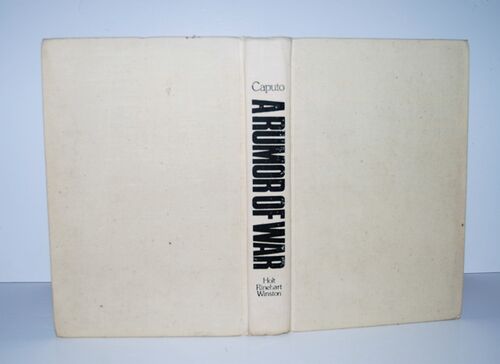 Caputo
A RUMOR OF WAR
Holt
Rinehart
Winston